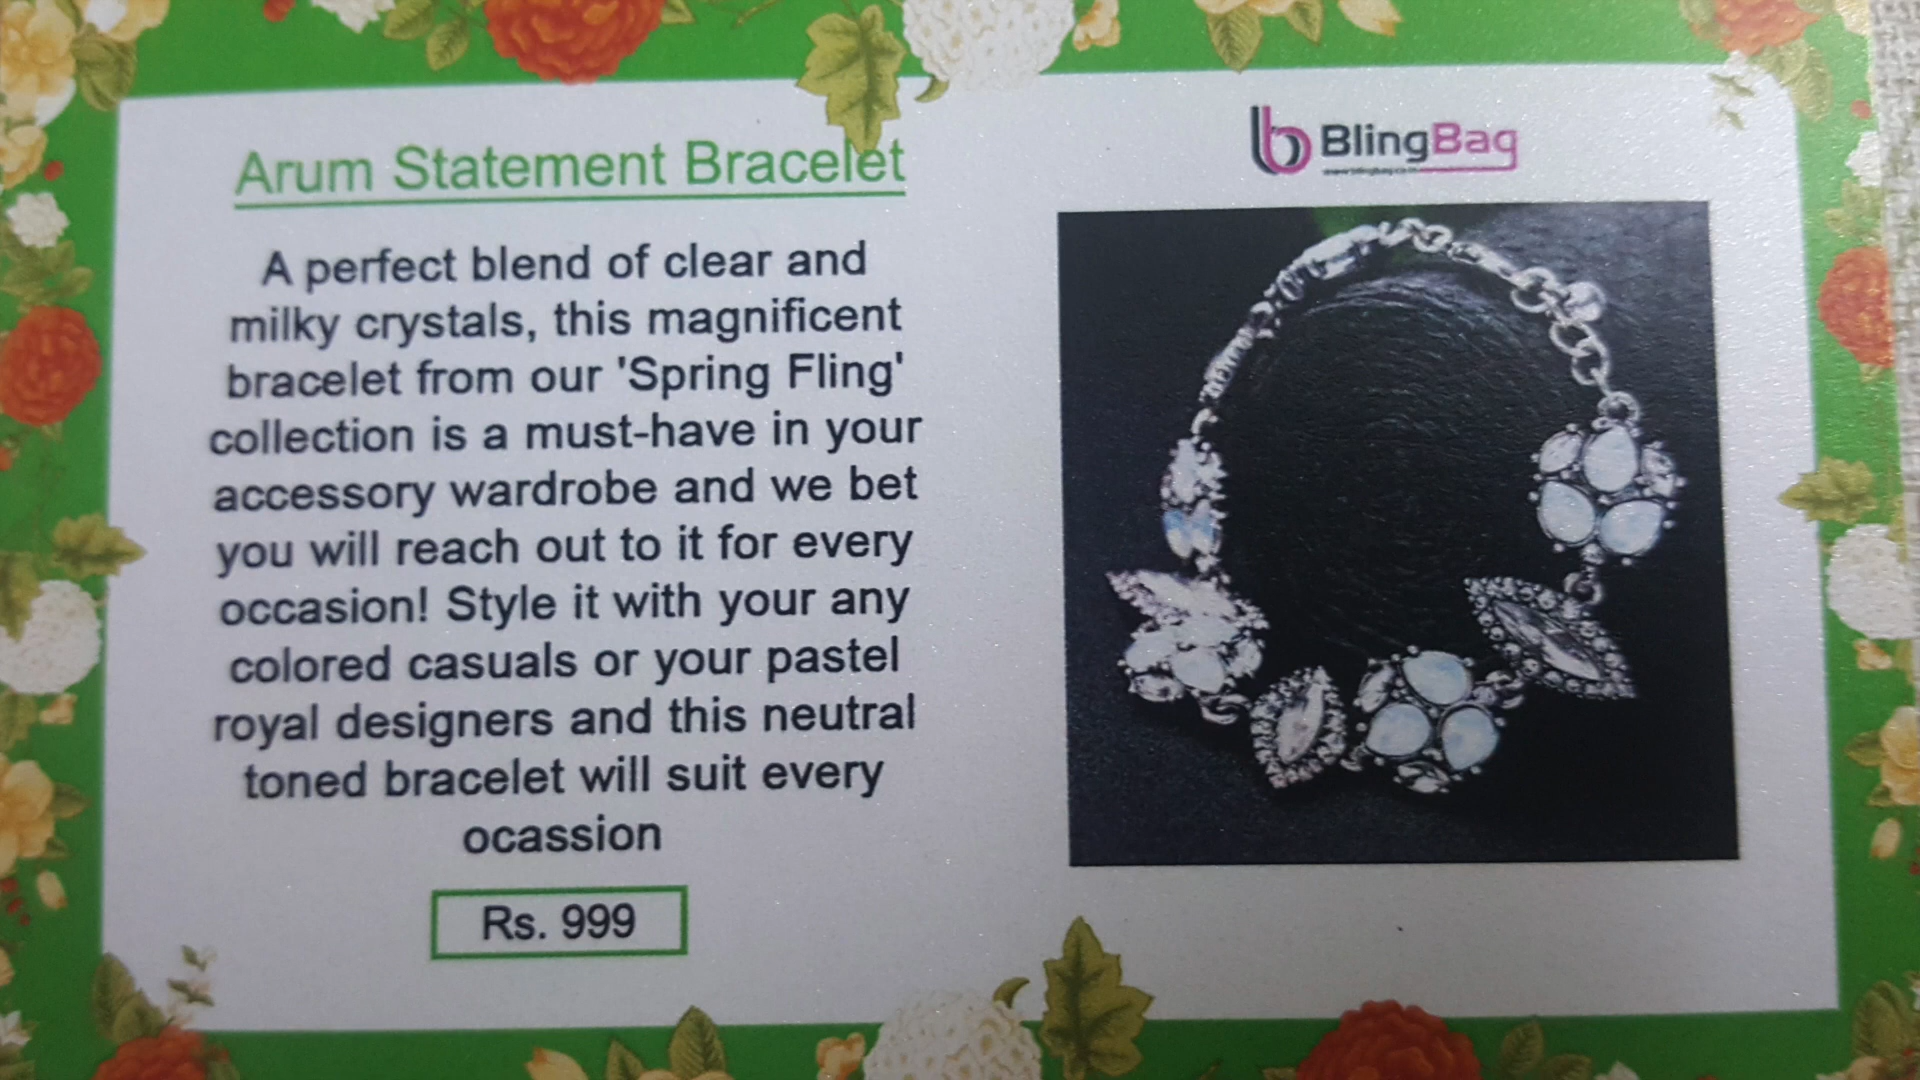 Arum Statement Bracelet
A perfect blend of clear and
milky crystals, this magnificent
bracelet from our 'Spring Fling'
collection is a must-have in your
accessory wardrobe and we bet
you will reach out to it for every
occasion! Style it with your any
colored casuals or your pastel
royal designers and this neutral
toned bracelet will suit every
ocassion
Rs. 999
BlingBag